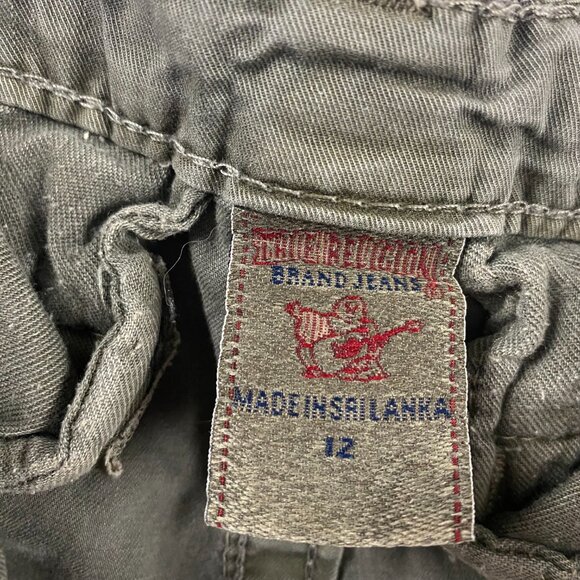 TRUE RELIGION
BRAND JEANS
MADE IN SRI LANKA
12